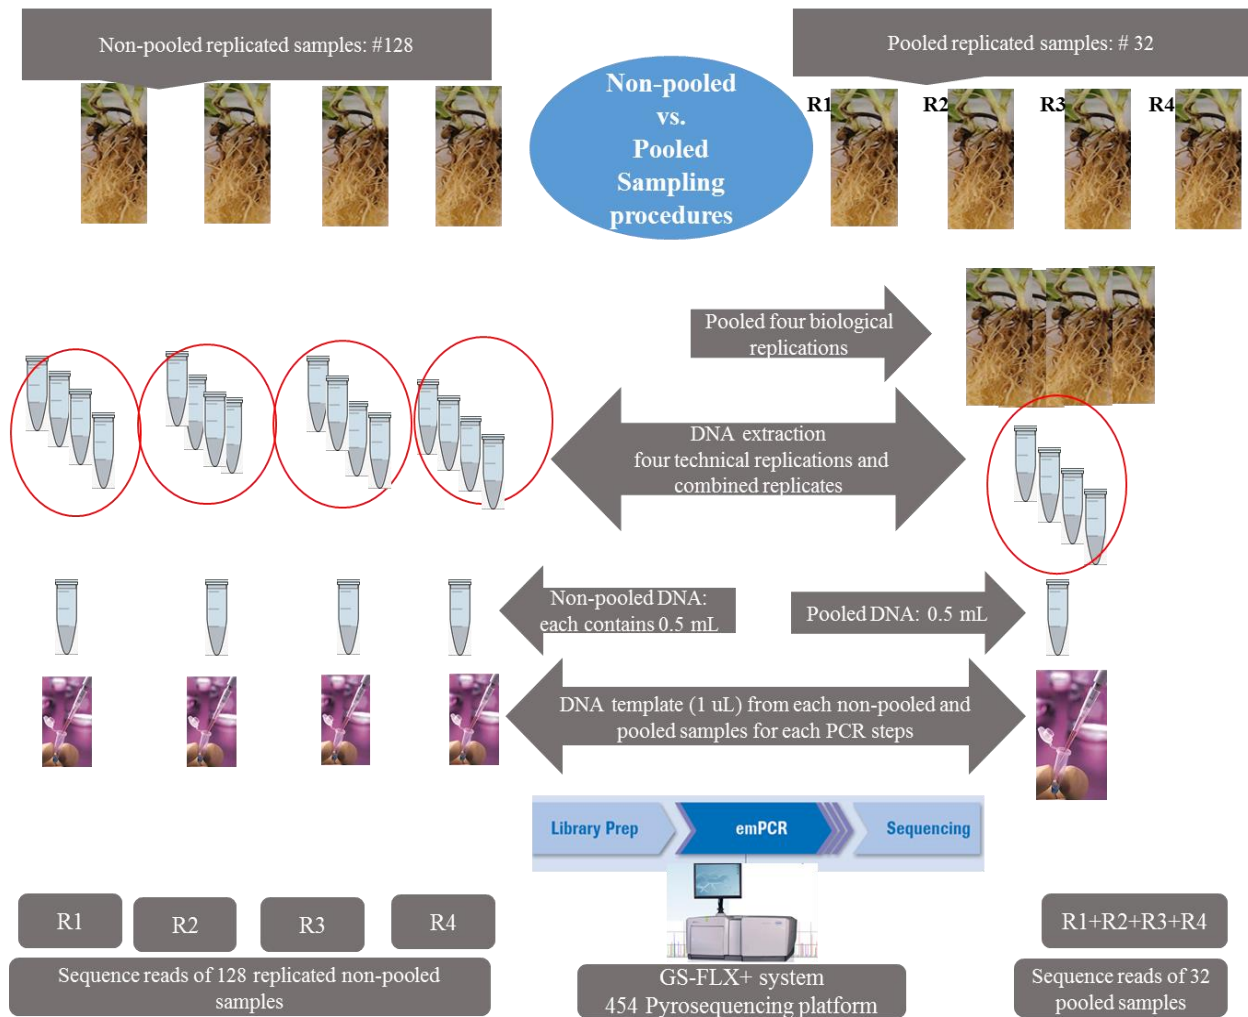 Non-pooled replicated samples: #128
Pooled replicated samples: # 32
Non-pooled
vs.
Pooled
Sampling
procedures
R1
R2
R3
R4
Pooled four biological
replications
DNA extraction
four technical replications and
combined replicates
Non-pooled DNA:
each contains 0.5 mL
Pooled DNA: 0.5 mL
DNA template (1 uL) from each non-pooled and
pooled samples for each PCR steps
Library Prep
emPCR
Sequencing
R1
R2
R3
R4
R1+R2+R3+R4
Sequence reads of 128 replicated non-pooled
samples
GS-FLX+ system
454 Pyrosequencing platform
Sequence reads of 32
pooled samples